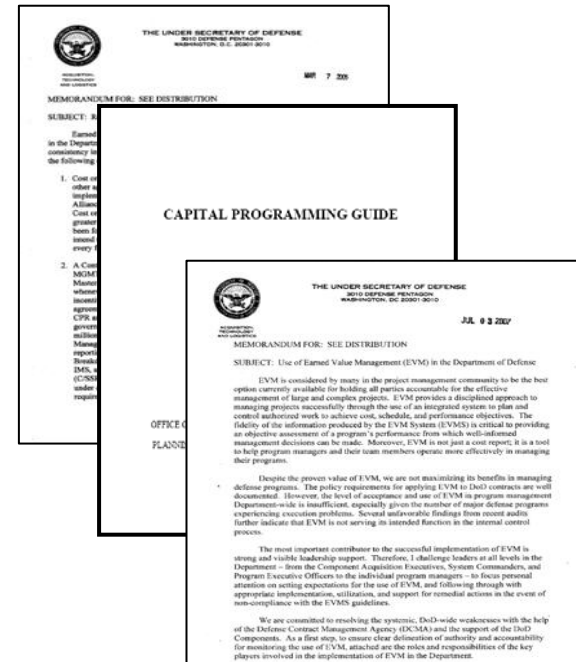 THE UNDER SECRETARY OF DEFENSE
3010 DEFENSE PENTAGON
WASHINGTON, D.C. 20301-3010
ACQUISITION,
TECHNOLOGY
AND LOGISTICS
MAR 7 2005
MEMORANDUM FOR: SEE DISTRIBUTION
SUBJECT:
Earned
in the Departm
consistency in
the following
1. Cost or
other a
implem
Allianc
Cost or
greater
been fo
intend
every f
2. A Cont
MGMT
Master
whenev
incentiv
agreem
CPR a
govern
million
Manag
reporti
Breakd
IMS, a
(C/SSR
under
require
CAPITAL PROGRAMMING GUIDE
OFFICE O
PLANNIN
THE UNDER SECRETARY OF DEFENSE
3010 DEFENSE PENTAGON
WASHINGTON, DC 20301-3010
ACQUISITION,
TECHNOLOGY
AND LOGISTICS
JUL 03 2007
MEMORANDUM FOR: SEE DISTRIBUTION
SUBJECT: Use of Earned Value Management (EVM) in the Department of Defense
EVM is considered by many in the project management community to be the best
option currently available for holding all parties accountable for the effective
management of large and complex projects. EVM provides a disciplined approach to
managing projects successfully through the use of an integrated system to plan and
control authorized work to achieve cost, schedule, and performance objectives. The
fidelity of the information produced by the EVM System (EVMS) is critical to providing
an objective assessment of a program's performance from which well-informed
management decisions can be made. Moreover, EVM is not just a cost report; it is a tool
to help program managers and their team members operate more effectively in managing
their programs.
Despite the proven value of EVM, we are not maximizing its benefits in managing
defense programs. The policy requirements for applying EVM to DoD contracts are well
documented. However, the level of acceptance and use of EVM in program management
Department-wide is insufficient, especially given the number of major defense programs
experiencing execution problems. Several unfavorable findings from recent audits
further indicate that EVM is not serving its intended function in the internal control
process.
The most important contributor to the successful implementation of EVM is
strong and visible leadership support. Therefore, I challenge leaders at all levels in the
Department – from the Component Acquisition Executives, System Commanders, and
Program Executive Officers to the individual program managers – to focus personal
attention on setting expectations for the use of EVM, and following through with
appropriate implementation, utilization, and support for remedial actions in the event of
non-compliance with the EVMS guidelines.
We are committed to resolving the systemic, DoD-wide weaknesses with the help
of the Defense Contract Management Agency (DCMA) and the support of the DoD
Components. As a first step, to ensure clear delineation of authority and accountability
for monitoring the use of EVM, attached are the roles and responsibilities of the key
players involved in the implementation of EVM in the Department.